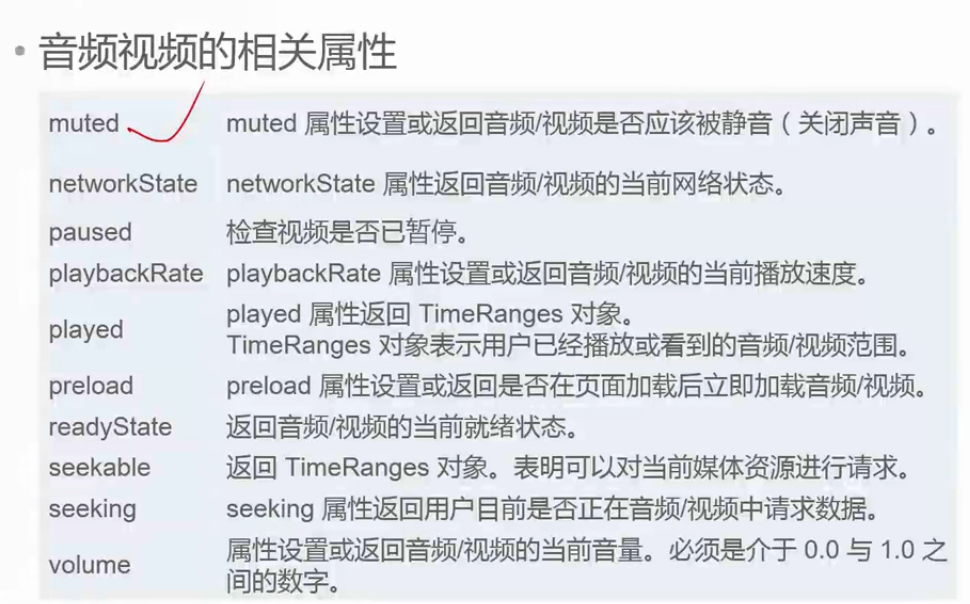 • 音频视频的相关属性
muted muted 属性设置或返回音频/视频是否应该被静音（关闭声音）。
networkState networkState 属性返回音频/视频的当前网络状态。
paused 检查视频是否已暂停。
playbackRate playbackRate 属性设置或返回音频/视频的当前播放速度。
played played 属性返回 TimeRanges 对象。
TimeRanges 对象表示用户已经播放或看到的音频/视频范围。
preload preload 属性设置或返回是否在页面加载后立即加载音频/视频。
readyState 返回音频/视频的当前就绪状态。
seekable 返回 TimeRanges 对象。表明可以对当前媒体资源进行请求。
seeking seeking 属性返回用户目前是否正在音频/视频中请求数据。
volume 属性设置或返回音频/视频的当前音量。必须是介于 0.0 与 1.0 之
间的数字。